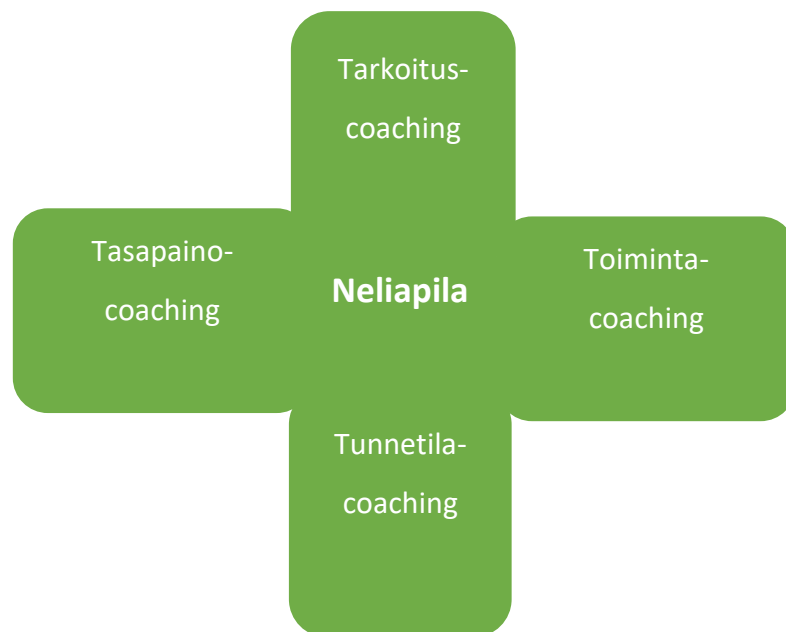 Tarkoitus-
coaching
Tasapaino-
coaching
Neliapila
Toiminta-
coaching
Tunnetila-
coaching